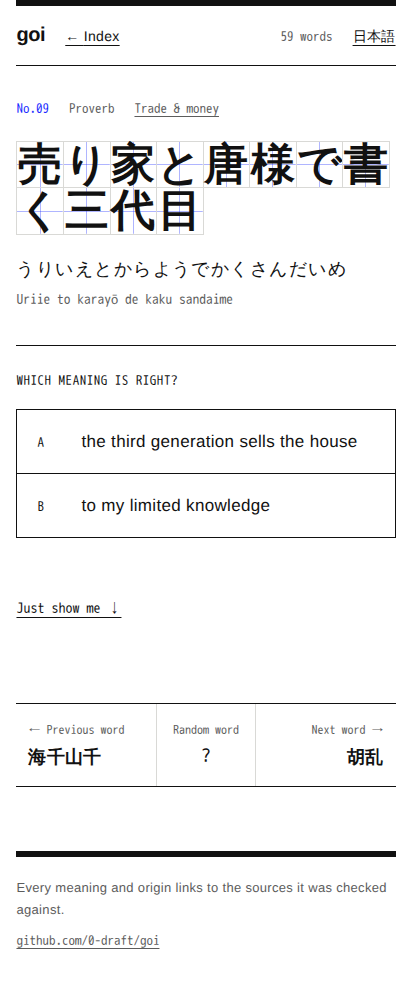 goi ← Index 59 words 日本語
No.09 Proverb Trade & money
売り家と唐様で書
く三代目
うりいえとからようでかくさんだいめ
Uriie to karayō de kaku sandaime
WHICH MEANING IS RIGHT?
A the third generation sells the house
B to my limited knowledge
Just show me ↓
← Previous word Random word Next word →
海千山千 ? 胡乱
Every meaning and origin links to the sources it was checked
against.
github.com/0-draft/goi